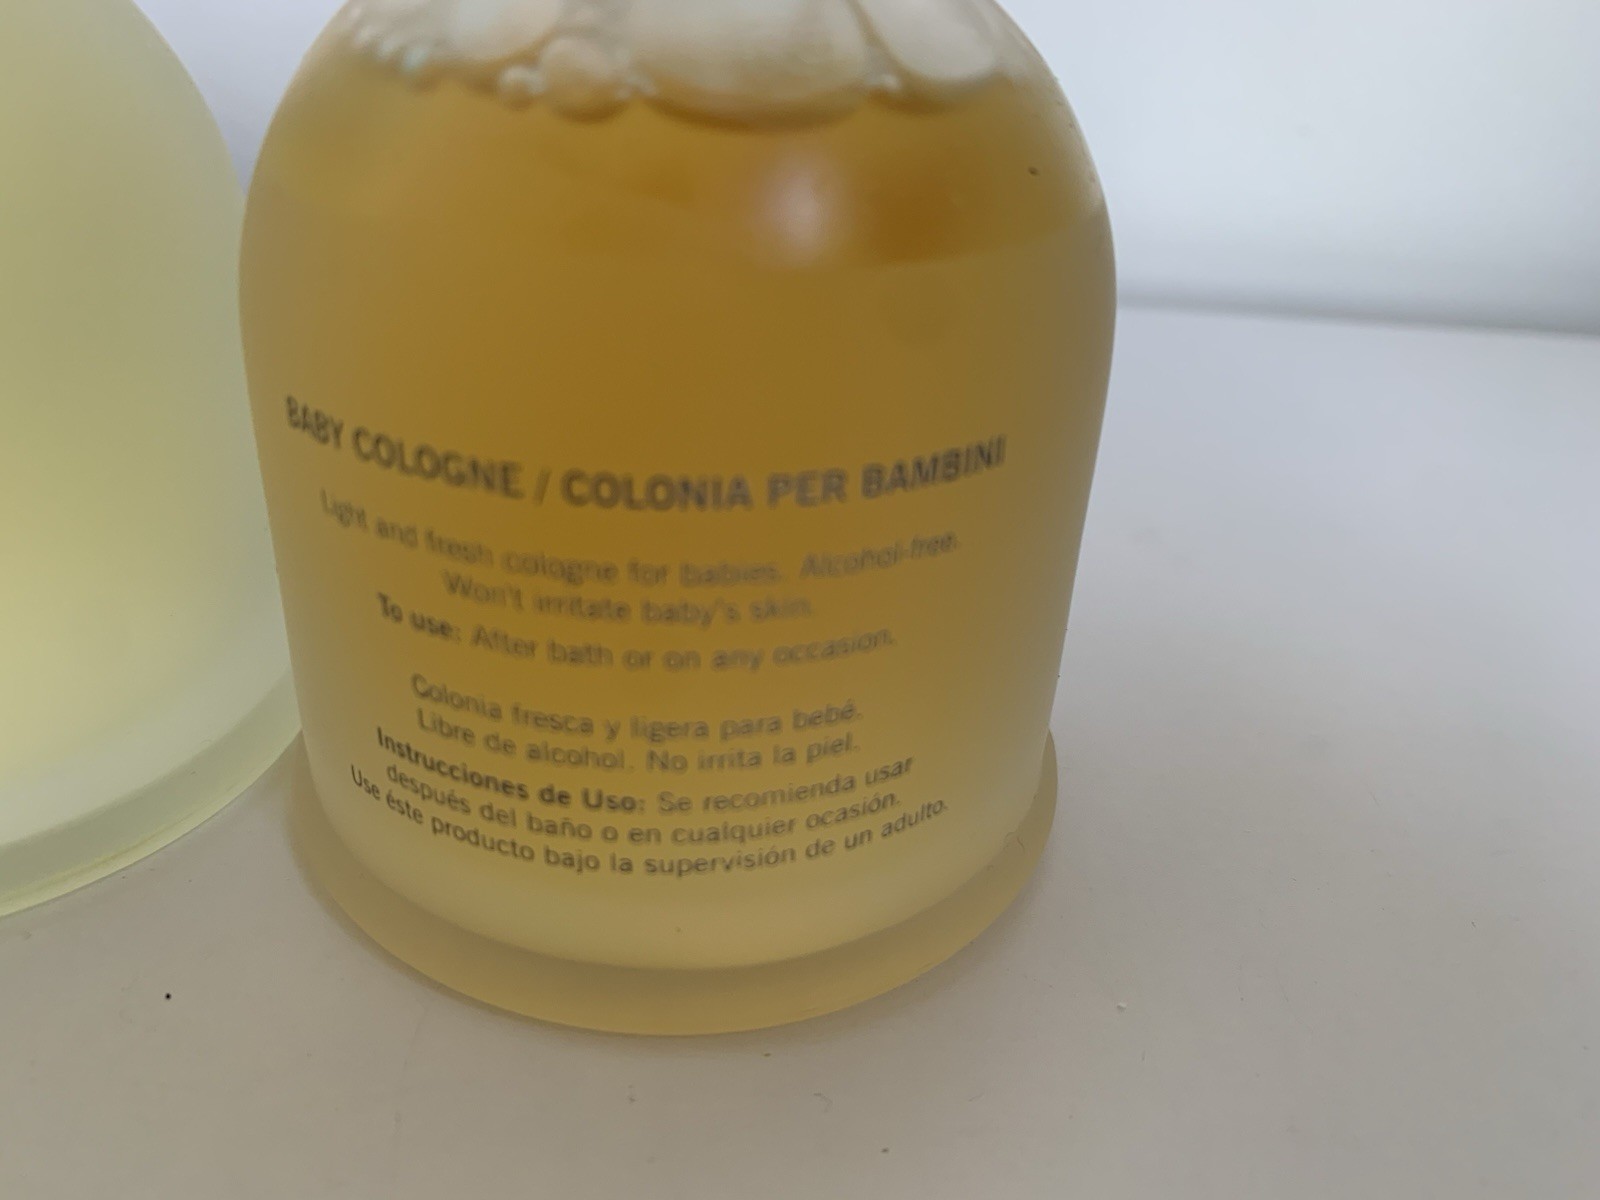 BABY COLOGNE / COLONIA PER BAMBINI
Light and fresh cologne for babies. Alcohol-free.
Won't irritate baby's skin.
To use: After bath or on any occasion.
Colonia fresca y ligera para bebé.
Libre de alcohol. No irrita la piel.
Instrucciones de Uso: Se recomienda usar
después del baño o en cualquier ocasión.
Use éste producto bajo la supervisión de un adulto.